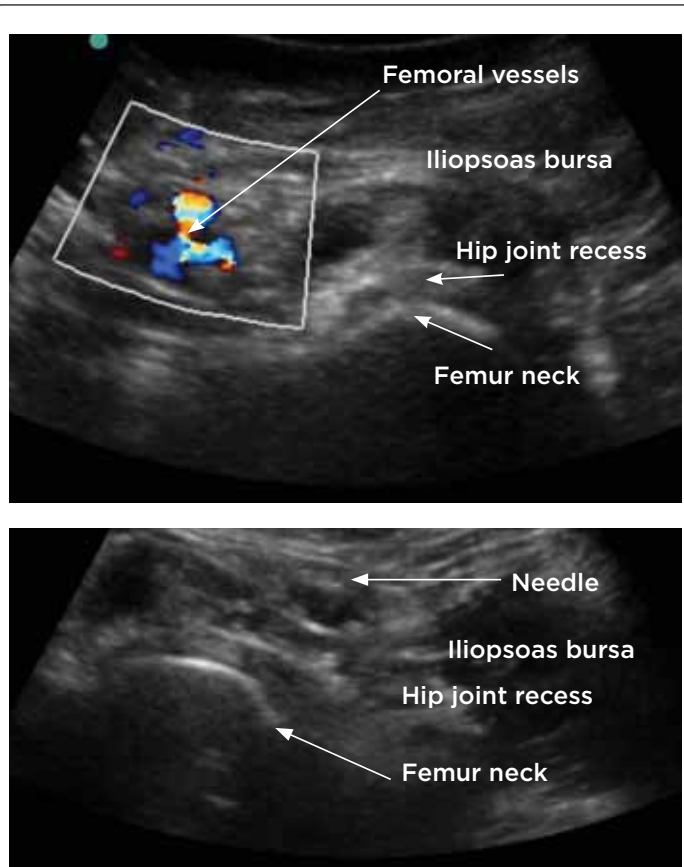 Femoral vessels
Iliopsoas bursa
Hip joint recess
Femur neck
Needle
Iliopsoas bursa
Hip joint recess
Femur neck